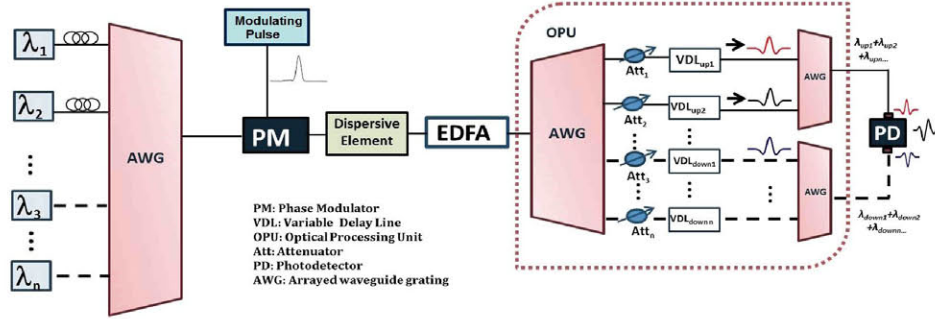 Modulating
Pulse
OPU
λ1
λ2
λ3
λn
AWG
PM
Dispersive
Element
EDFA
AWG
Att1
VDLup1
Att2
VDLup2
Att3
VDLdown1
Attn
VDLdownn
AWG
AWG
λup1+λup2
+λupn...
PD
λdown1+λdown2
+λdownn...
PM: Phase Modulator
VDL: Variable Delay Line
OPU: Optical Processing Unit
Att: Attenuator
PD: Photodetector
AWG: Arrayed waveguide grating